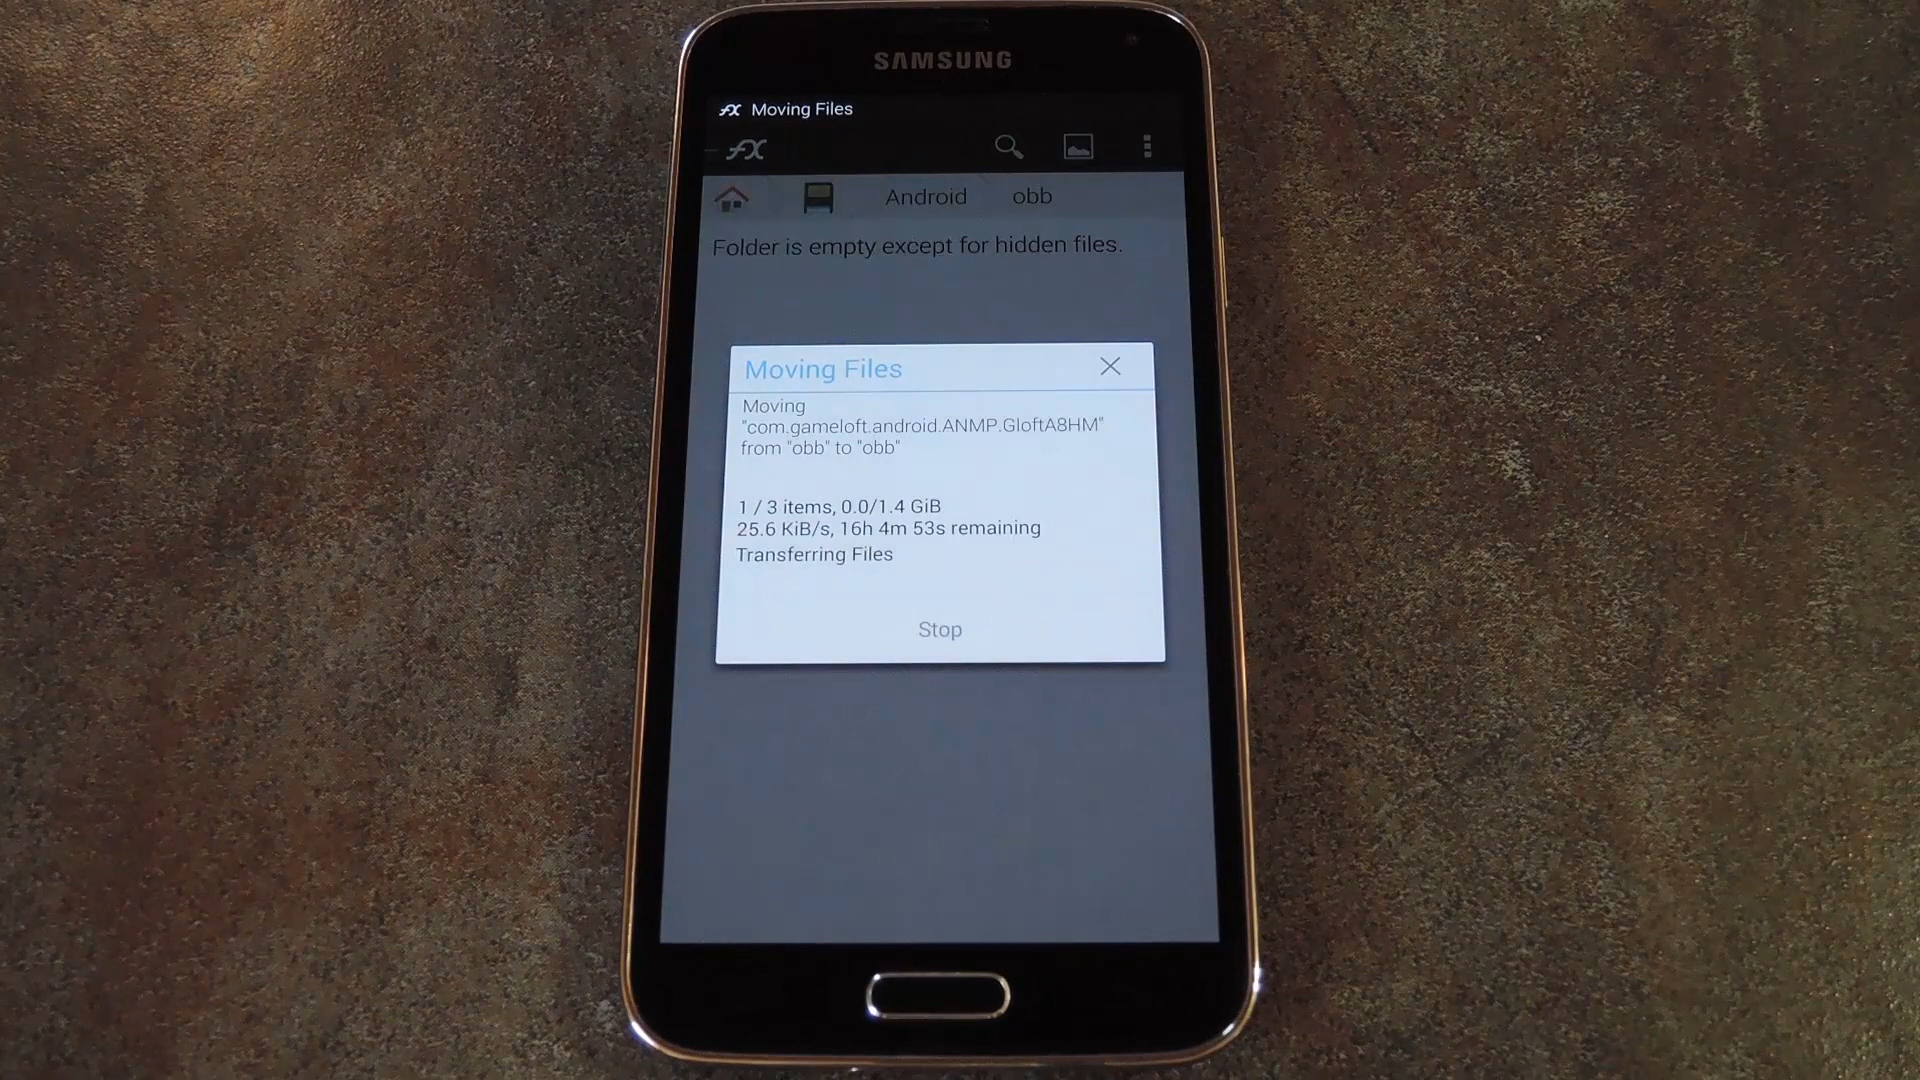 SAMSUNG
FX Moving Files
FX
Android obb
Folder is empty except for hidden files.
Moving Files
Moving
"com.gameloft.android.ANMP.GloftA8HM"
from "obb" to "obb"
1 / 3 items, 0.0/1.4 GiB
25.6 KiB/s, 16h 4m 53s remaining
Transferring Files
Stop